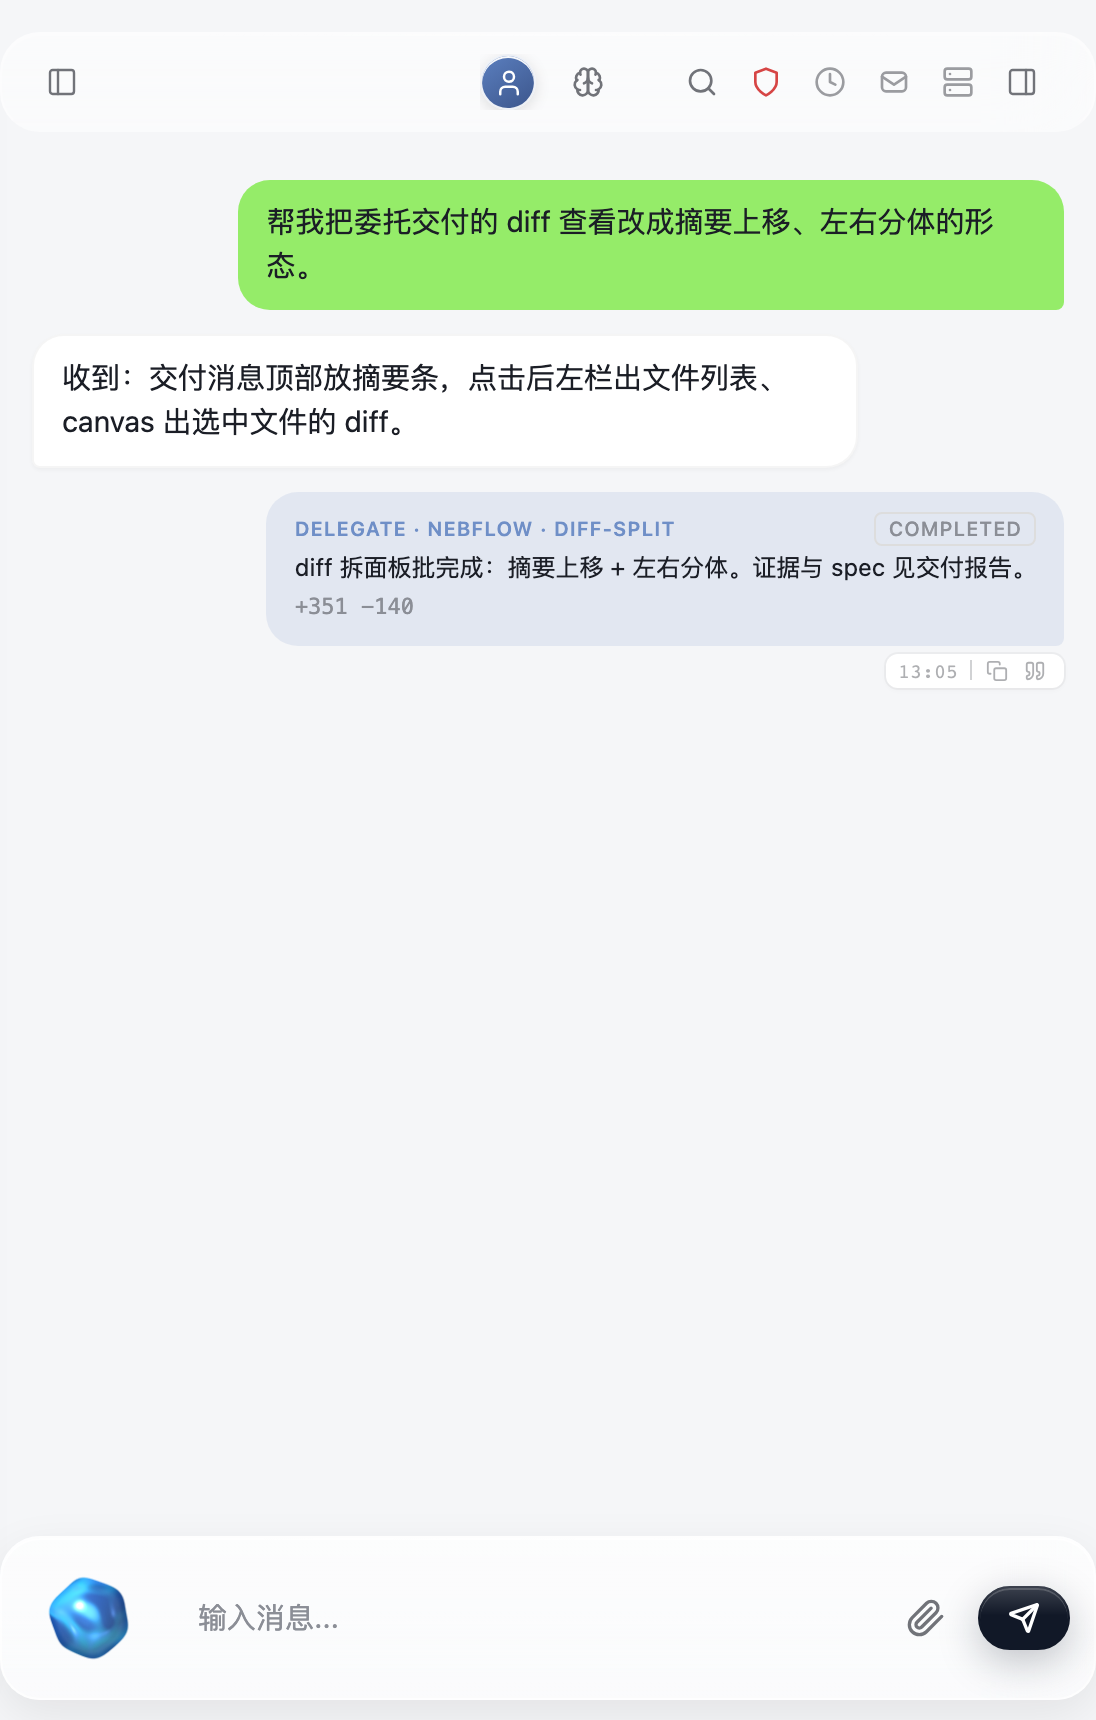 帮我把委托交付的 diff 查看改成摘要上移、左右分体的形
态。
收到：交付消息顶部放摘要条，点击后左栏出文件列表、
canvas 出选中文件的 diff。
DELEGATE · NEBFLOW · DIFF-SPLIT
COMPLETED
diff 拆面板批完成：摘要上移 + 左右分体。证据与 spec 见交付报告。
+351 −140
13:05
输入消息...